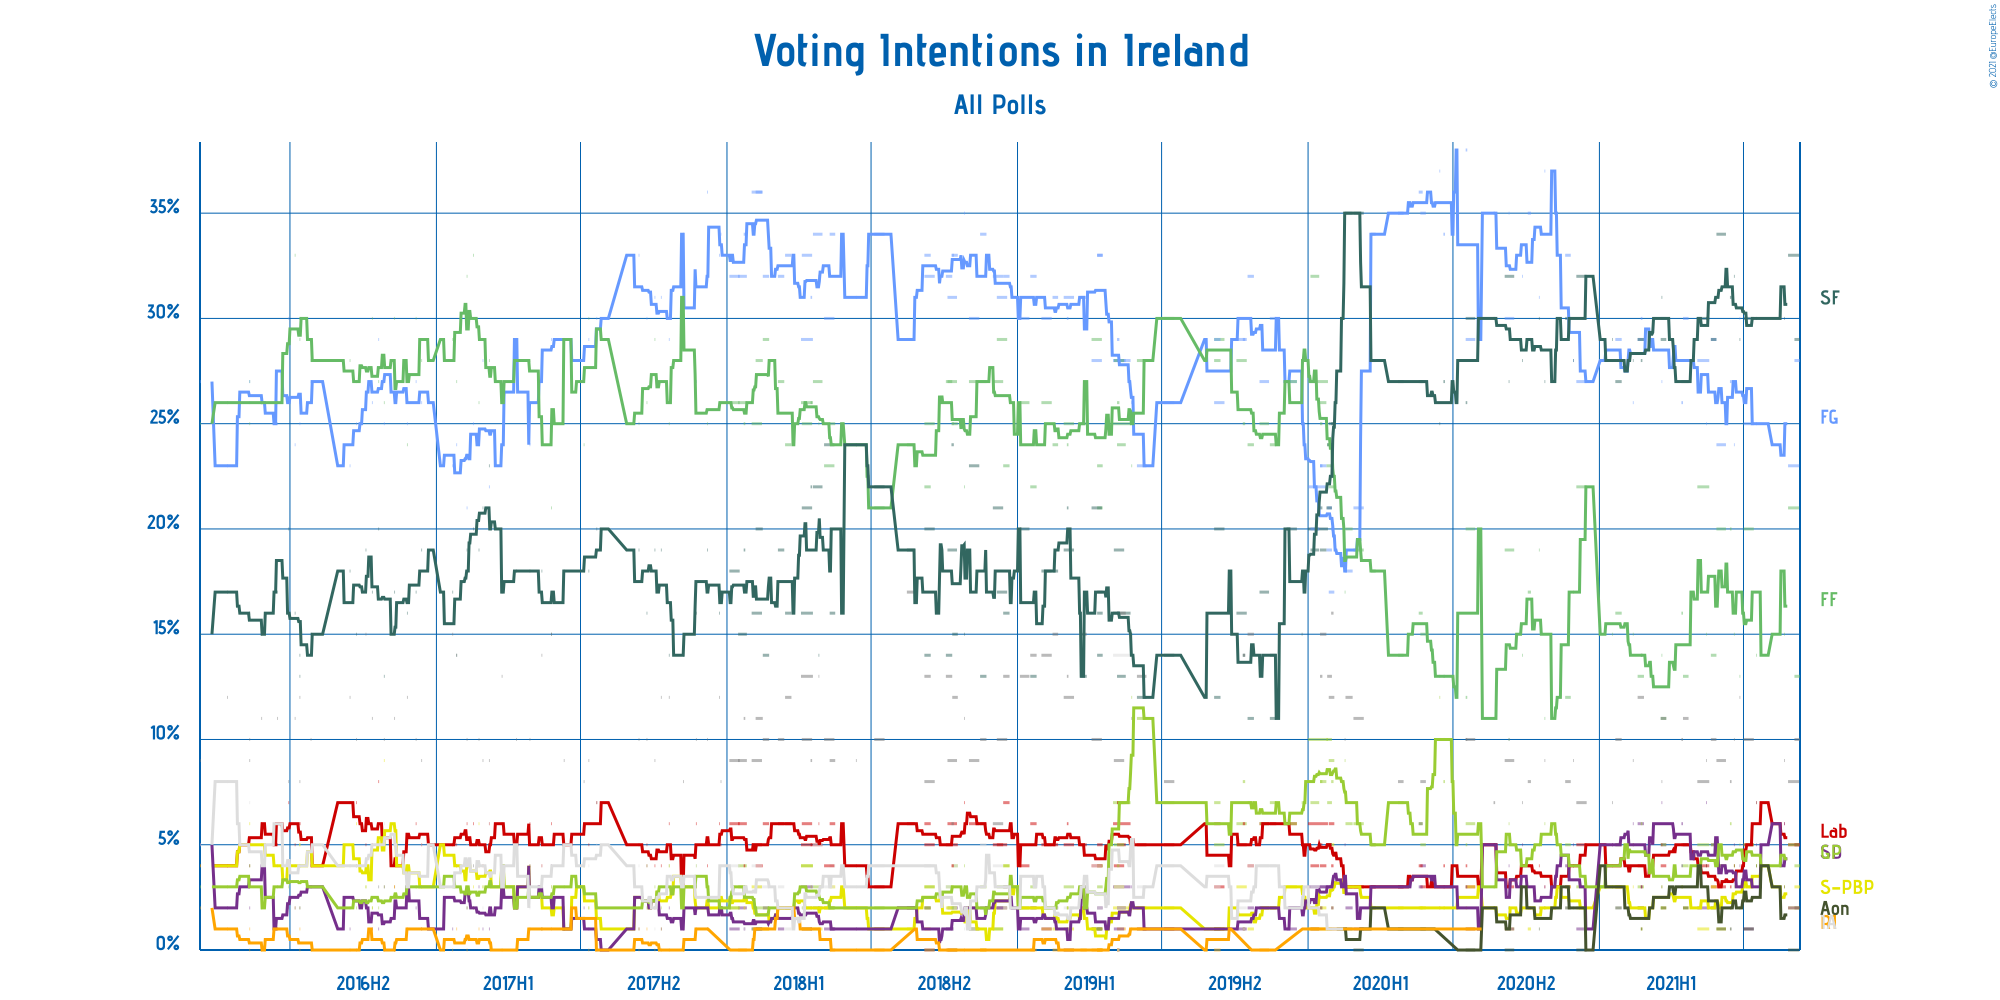 © 2021 @EuropeElects
Voting Intentions in Ireland
All Polls
35%
30%
25%
20%
15%
10%
5%
0%
SF
FG
FF
Lab
SD
S-PBP
Aon
2016H2
2017H1
2017H2
2018H1
2018H2
2019H1
2019H2
2020H1
2020H2
2021H1